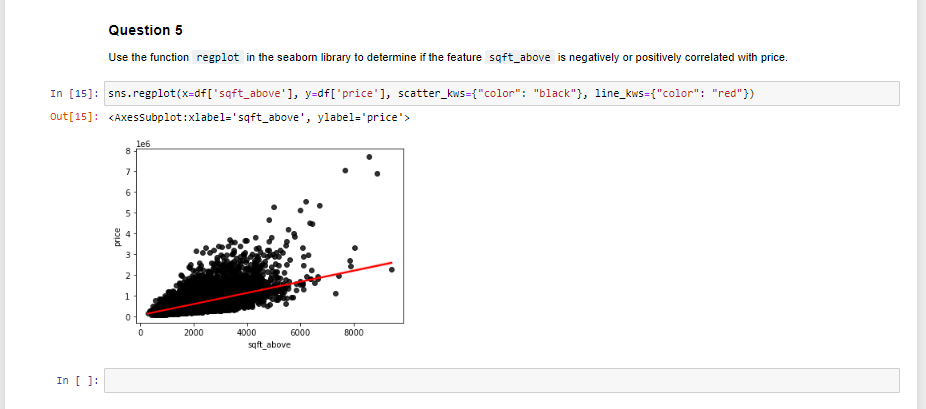 Question 5
Use the function regplot in the seaborn library to determine if the feature sqft_above is negatively or positively correlated with price.
In [15]: sns.regplot(x=df['sqft_above'], y=df['price'], scatter_kws={"color": "black"}, line_kws={"color": "red"})
Out[15]: <AxesSubplot:xlabel='sqft_above', ylabel='price'>
1e6
8
7
6
5
4
3
2
1
0
price
0 2000 4000 6000 8000
sqft_above
In [ ]: